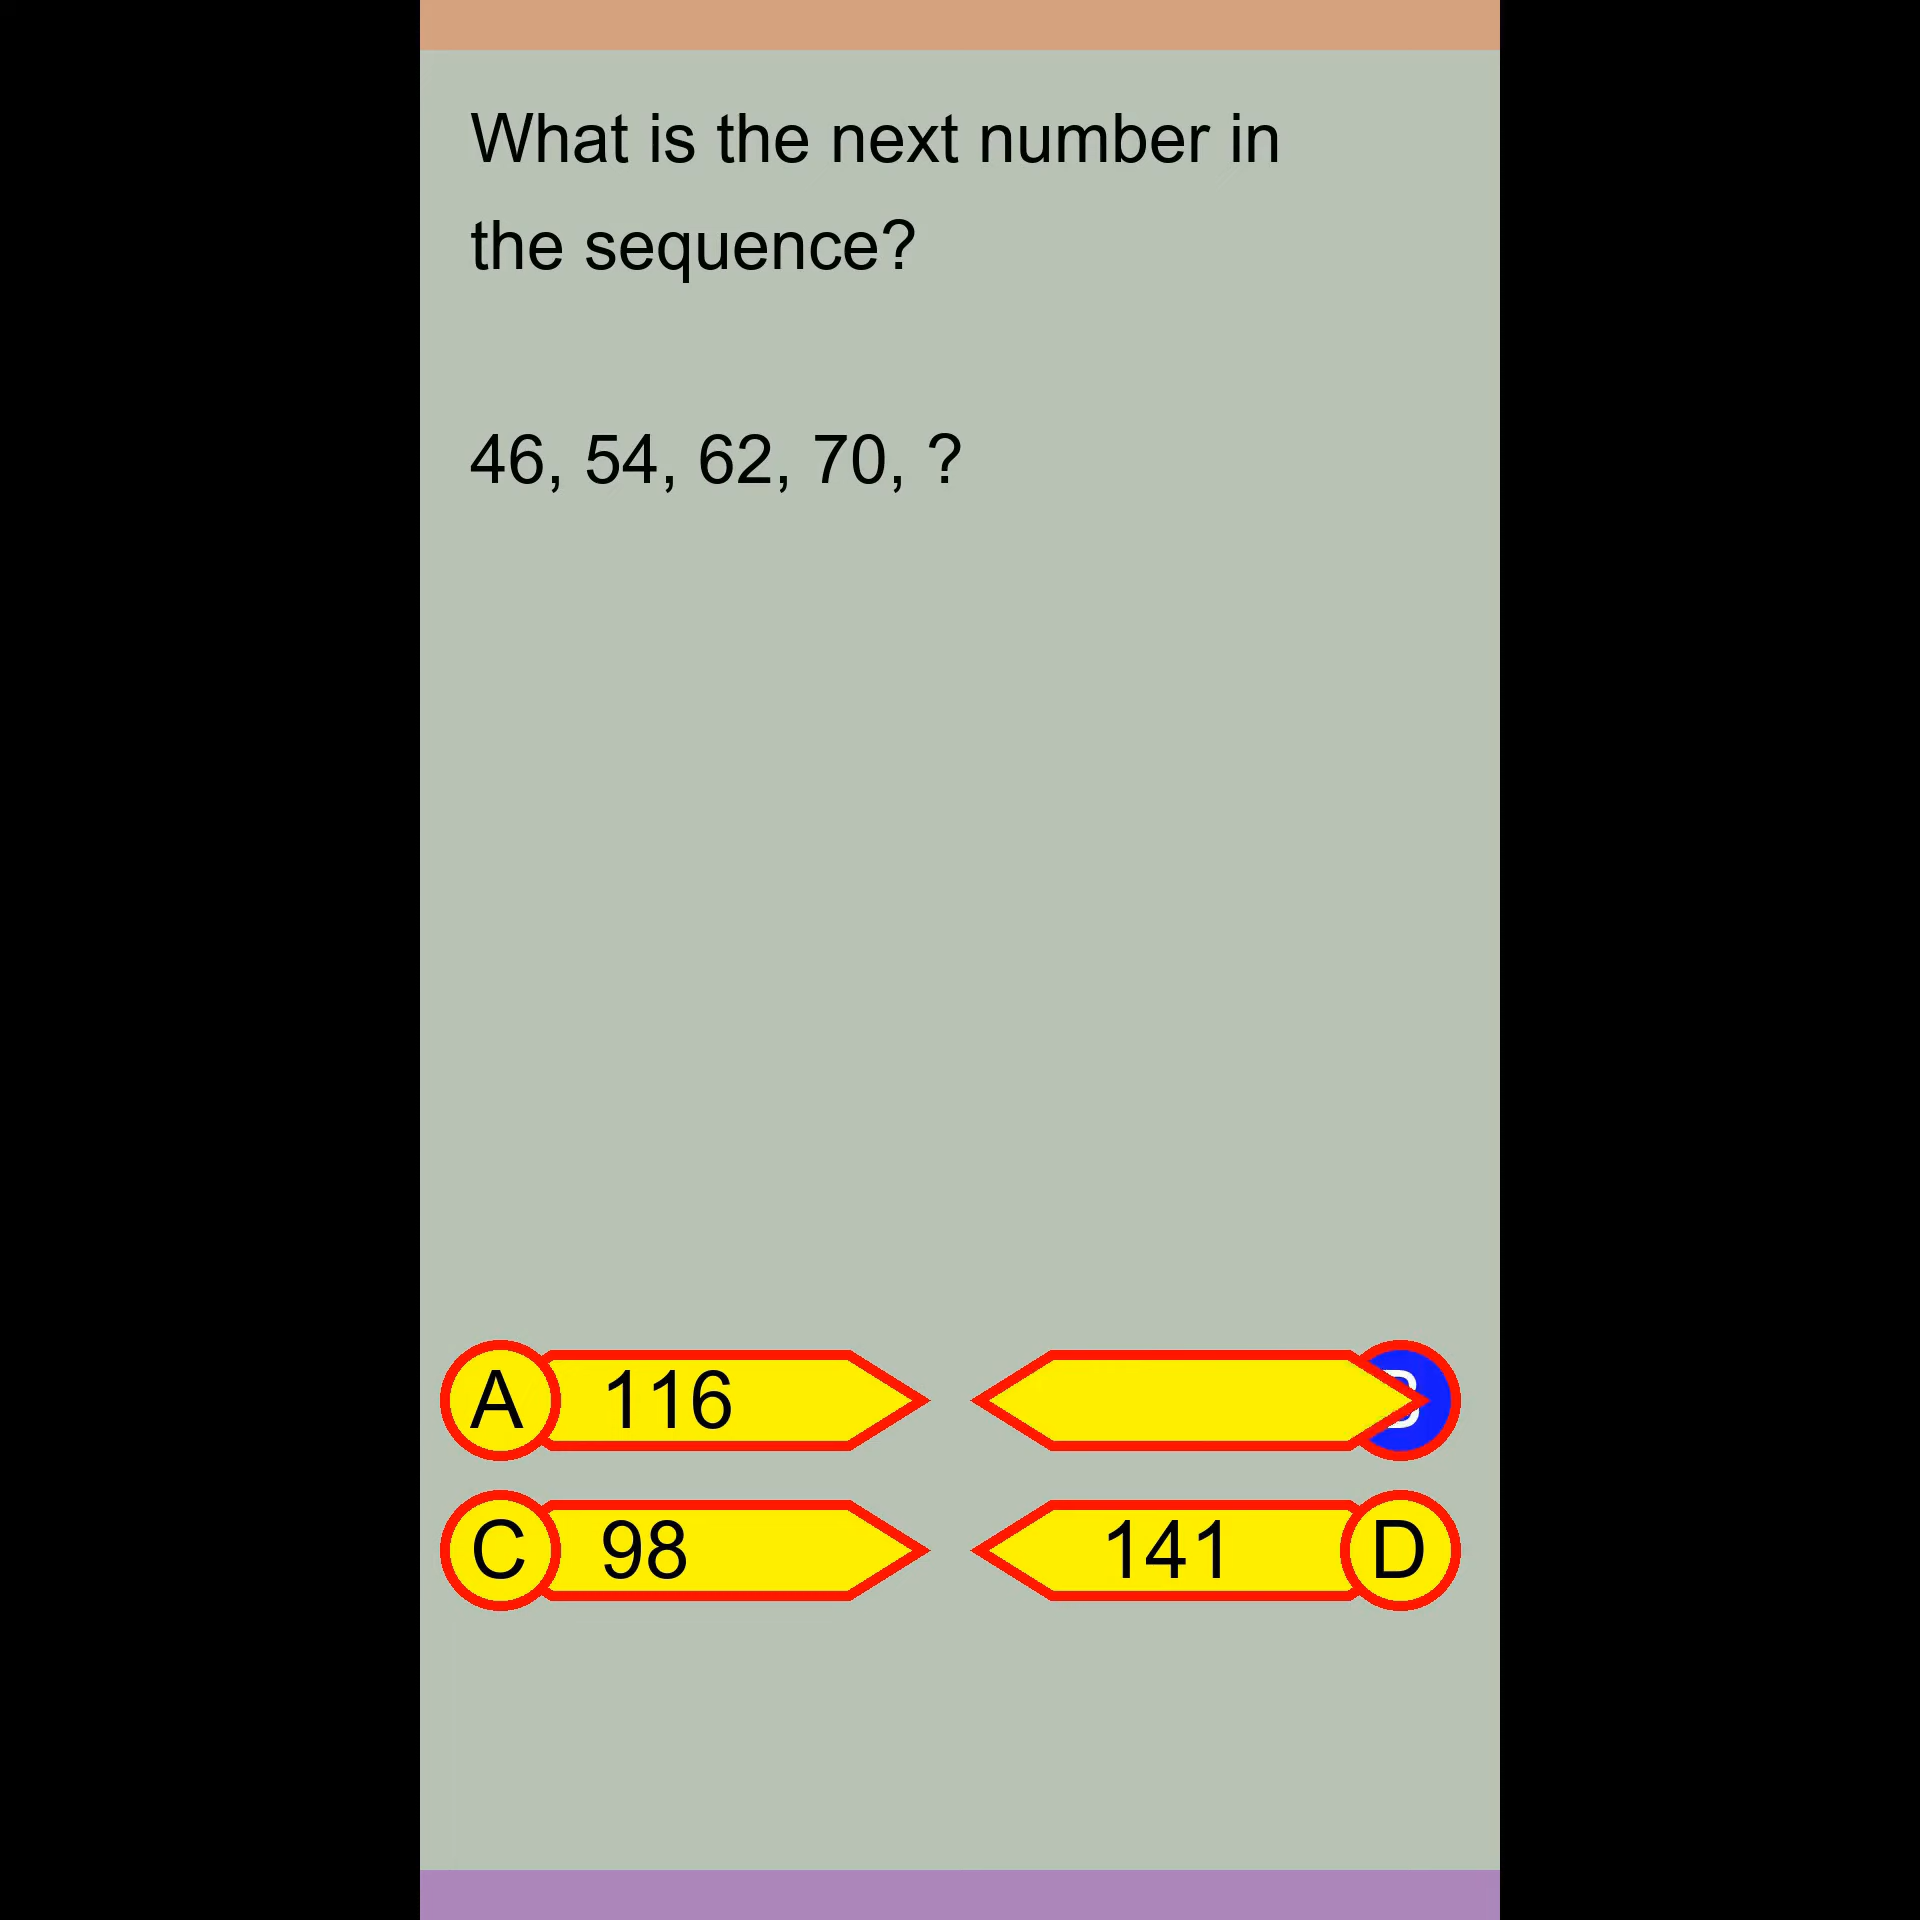 What is the next number in
the sequence?
46, 54, 62, 70, ?
A 116
B
C 98
141 D